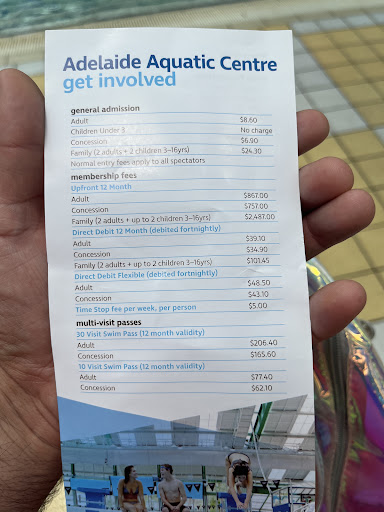 Adelaide Aquatic Centre
get involved
general admission
Adult $8.60
Children Under 3 No charge
Concession $6.90
Family (2 adults + 2 children 3-16yrs) $24.30
Normal entry fees apply to all spectators
membership fees
Upfront 12 Month
Adult $867.00
Concession $757.00
Family (2 adults + up to 2 children 3-16yrs) $2,487.00
Direct Debit 12 Month (debited fortnightly)
Adult $39.10
Concession $34.90
Family (2 adults + up to 2 children 3-16yrs) $101.45
Direct Debit Flexible (debited fortnightly)
Adult $48.50
Concession $43.10
Time Stop fee per week, per person $5.00
multi-visit passes
30 Visit Swim Pass (12 month validity)
Adult $206.40
Concession $165.60
10 Visit Swim Pass (12 month validity)
Adult $77.40
Concession $62.10